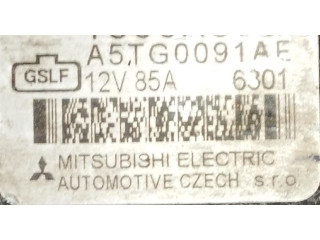 A5TG0091AE
GSLF
12V 85A 6301
MITSUBISHI ELECTRIC
AUTOMOTIVE CZECH s.r.o